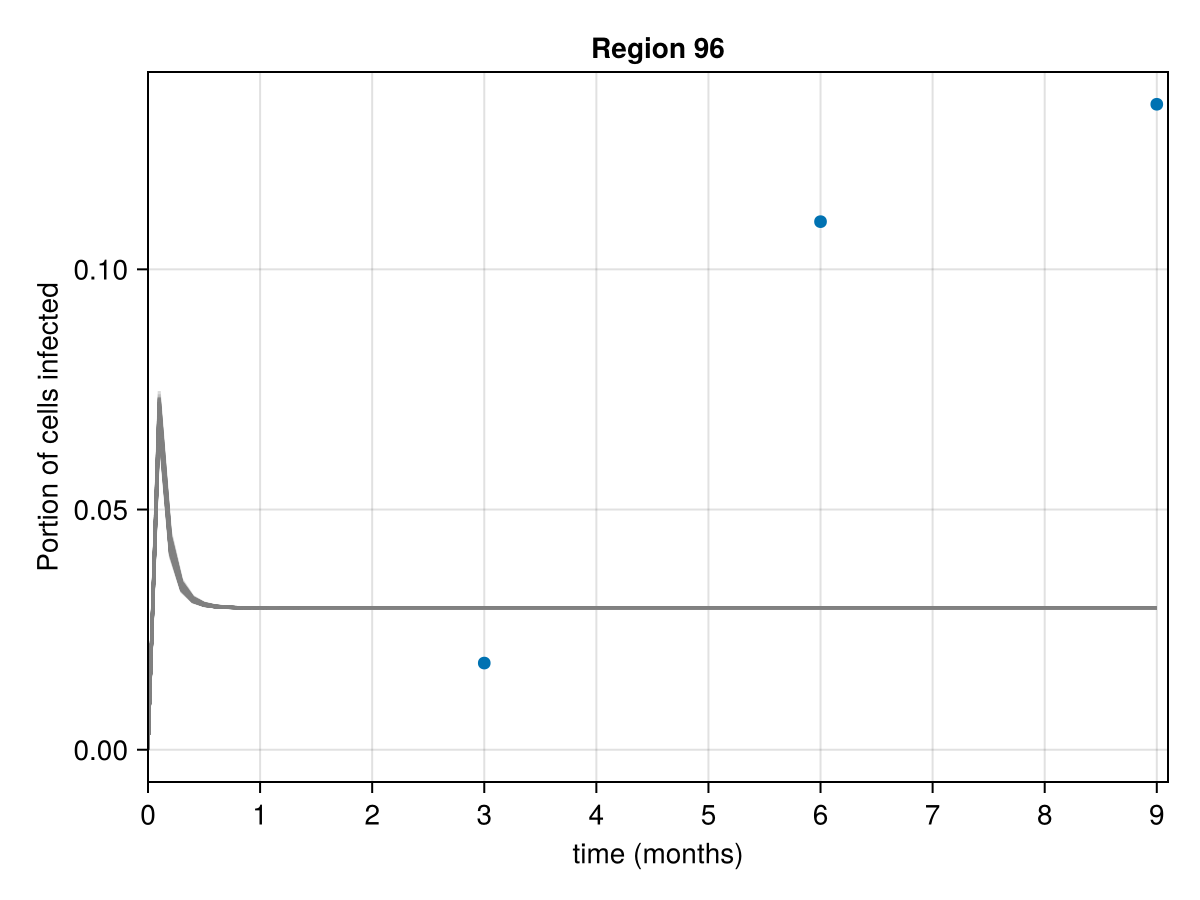 Region 96
Portion of cells infected
0.10
0.05
0.00
0 1 2 3 4 5 6 7 8 9
time (months)